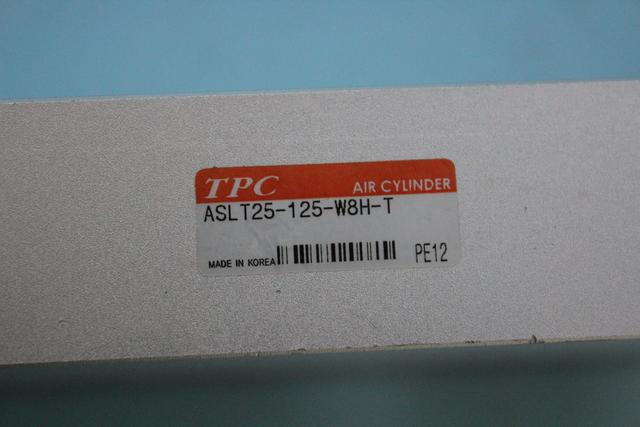 TPC AIR CYLINDER
ASLT25-125-W8H-T
MADE IN KOREA PE12